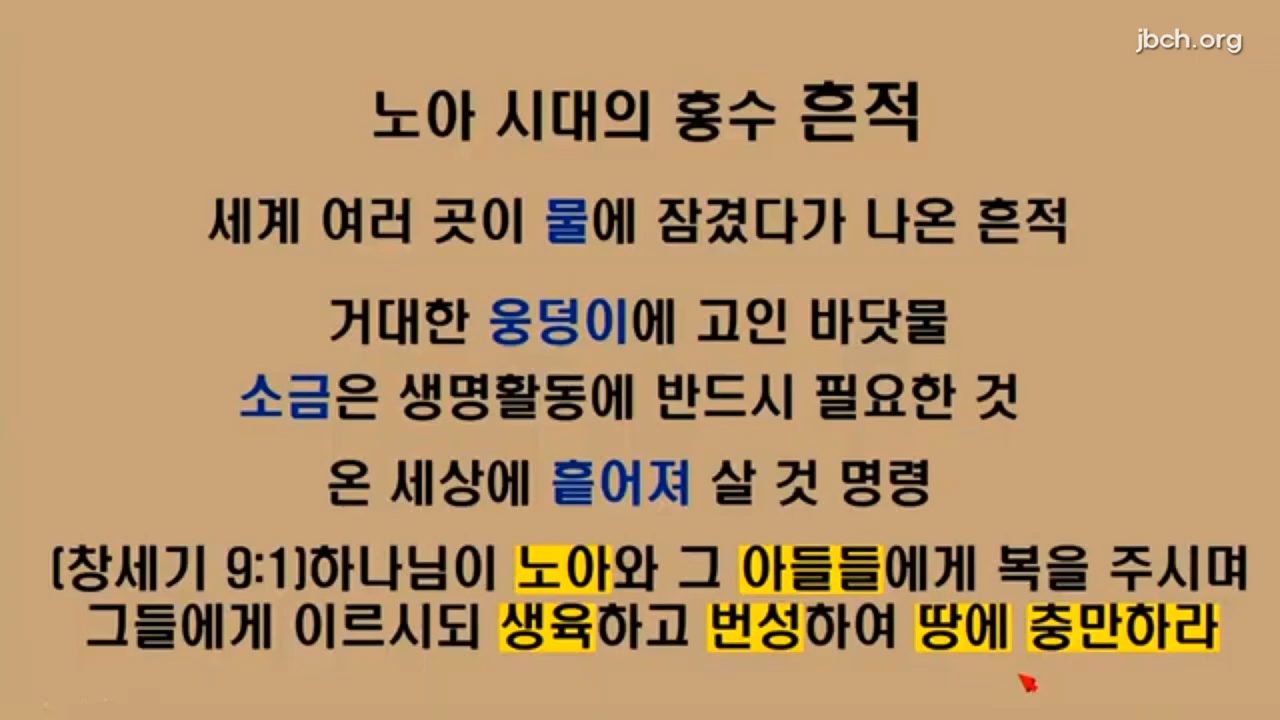 jbch.org
노아 시대의 홍수 흔적
세계 여러 곳이 물에 잠겼다가 나온 흔적
거대한 웅덩이에 고인 바닷물
소금은 생명활동에 반드시 필요한 것
온 세상에 흩어져 살 것 명령
(창세기 9:1)하나님이 노아와 그 아들들에게 복을 주시며
그들에게 이르시되 생육하고 번성하여 땅에 충만하라